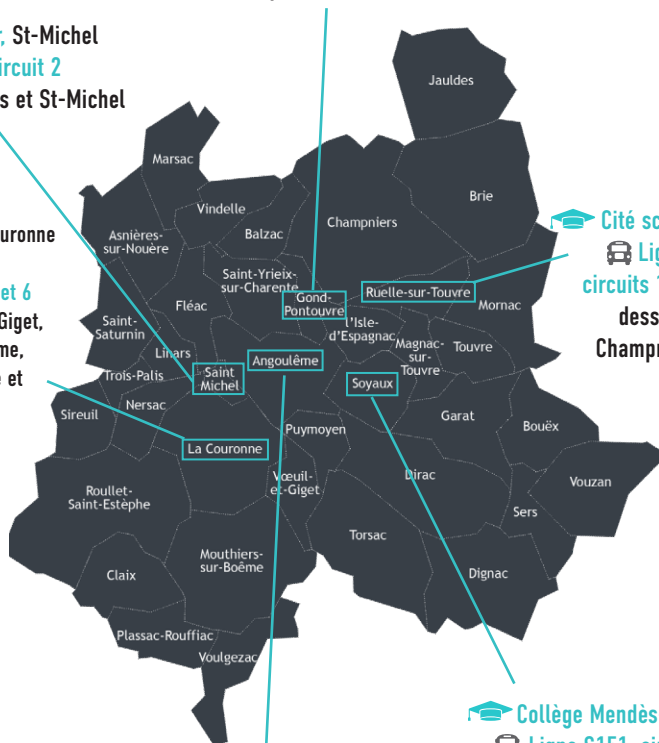 St-Michel
ircuit 2
s et St-Michel
ouronne
et 6
Giget,
me,
et
Jauldes
Marsac
Brie
Vindelle
Champniers
Balzac
Asnières-
sur-Nouère
Cité sc
Lig
circuits 1
dess
Champn
Saint-Yrieix-
sur-Charente
Ruelle-sur-Touvre
Gond-
Pontouvre
Mornac
Fléac
l'Isle-
d'Espagnac
Saint-
Saturnin
Magnac-
sur-
Touvre
Touvre
Linars
Angoulême
Trois-Palis
Saint
Michel
Soyaux
Sireuil
Nersac
Garat
Bouëx
Puymoyen
La Couronne
Vœuil-
et-Giget
Dirac
Vouzan
Roullet-
Saint-Estèphe
Sers
Torsac
Mouthiers-
sur-Boême
Claix
Dignac
Plassac-Rouffiac
Voulgezac
Collège Mendès